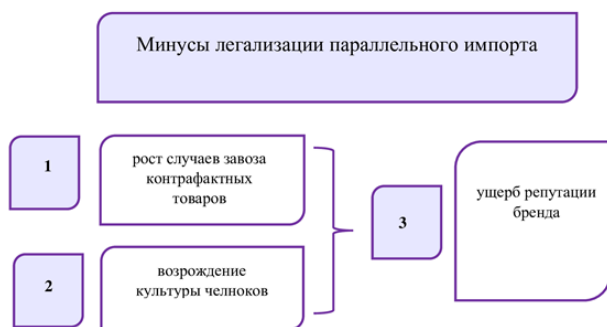 Минусы легализации параллельного импорта
1
рост случаев завоза
контрафактных
товаров
2
возрождение
культуры челноков
3
ущерб репутации
бренда